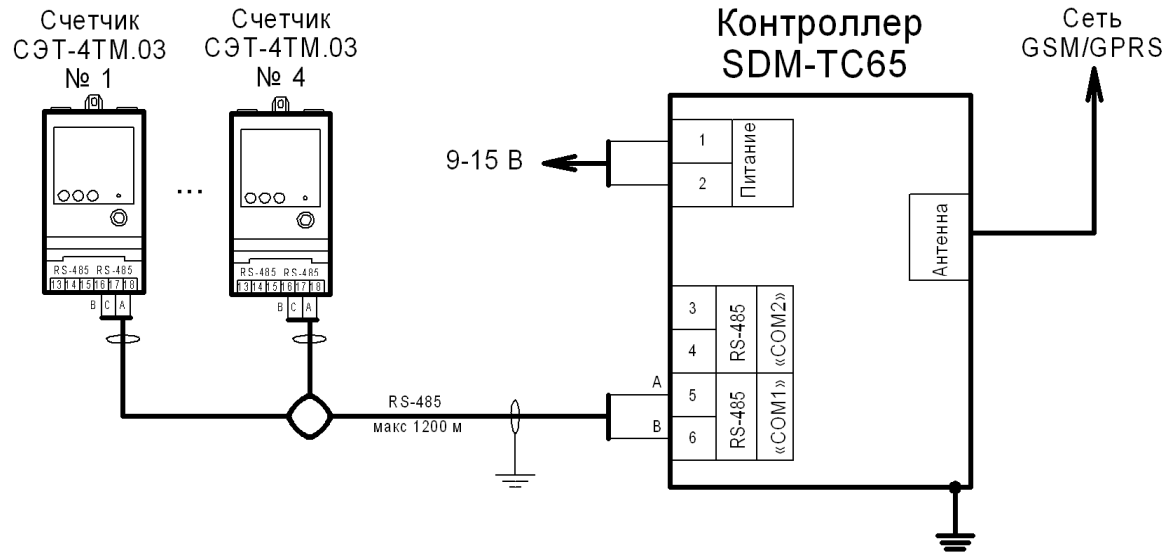 Счетчик
СЭТ-4ТМ.03
№ 1
Счетчик
СЭТ-4ТМ.03
№ 4
...
RS-485 RS-485
13 14 15 16 17 18
B C A
RS-485 RS-485
13 14 15 16 17 18
B C A
RS-485
макс 1200 м
Контроллер
SDM-TC65
9-15 В
1
2
Питание
Антенна
Сеть
GSM/GPRS
3
4
RS-485
«COM2»
A
B
5
6
RS-485
«COM1»